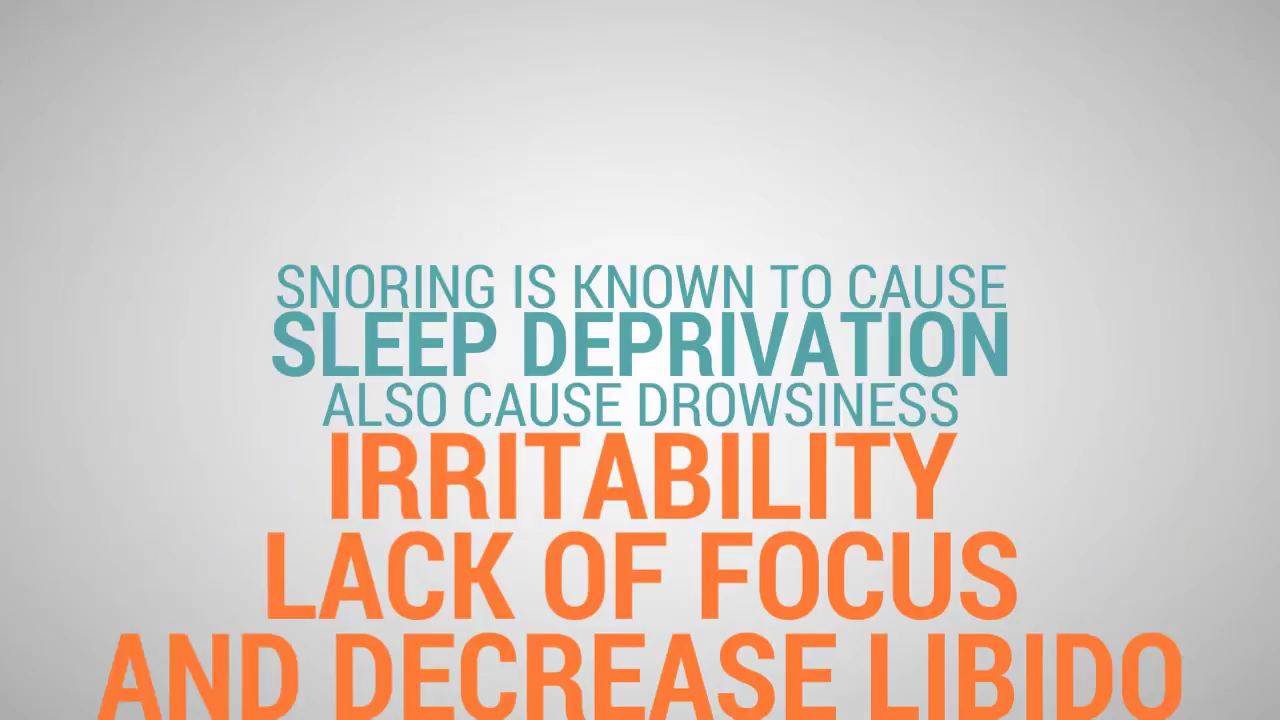 SNORING IS KNOWN TO CAUSE
SLEEP DEPRIVATION
ALSO CAUSE DROWSINESS
IRRITABILITY
LACK OF FOCUS
AND DECREASE LIBIDO